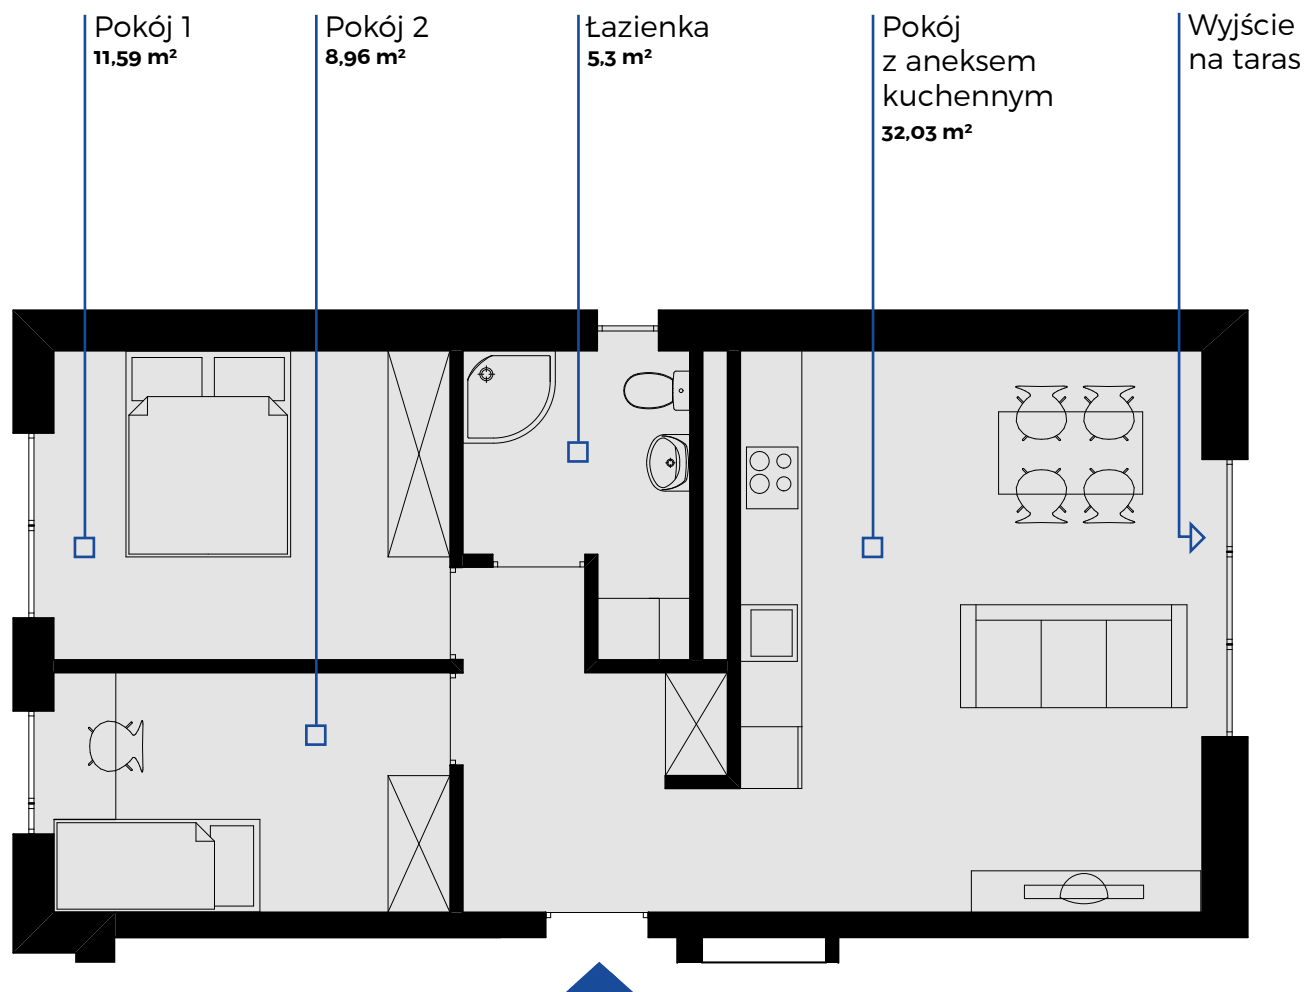 Pokój 1
11,59 m²
Pokój 2
8,96 m²
Łazienka
5,3 m²
Pokój
z aneksem
kuchennym
32,03 m²
Wyjście
na taras